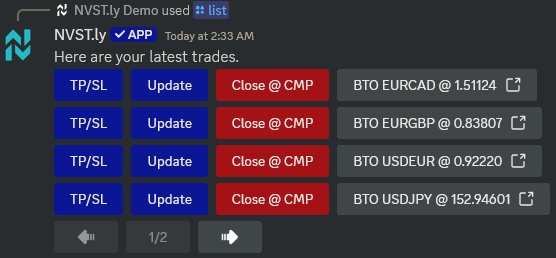 NVST.ly Demo used list
NVST.ly ✓ APP Today at 2:33 AM
Here are your latest trades.
TP/SL Update Close @ CMP BTO EURCAD @ 1.51124
TP/SL Update Close @ CMP BTO EURGBP @ 0.83807
TP/SL Update Close @ CMP BTO USDEUR @ 0.92220
TP/SL Update Close @ CMP BTO USDJPY @ 152.94601
1/2